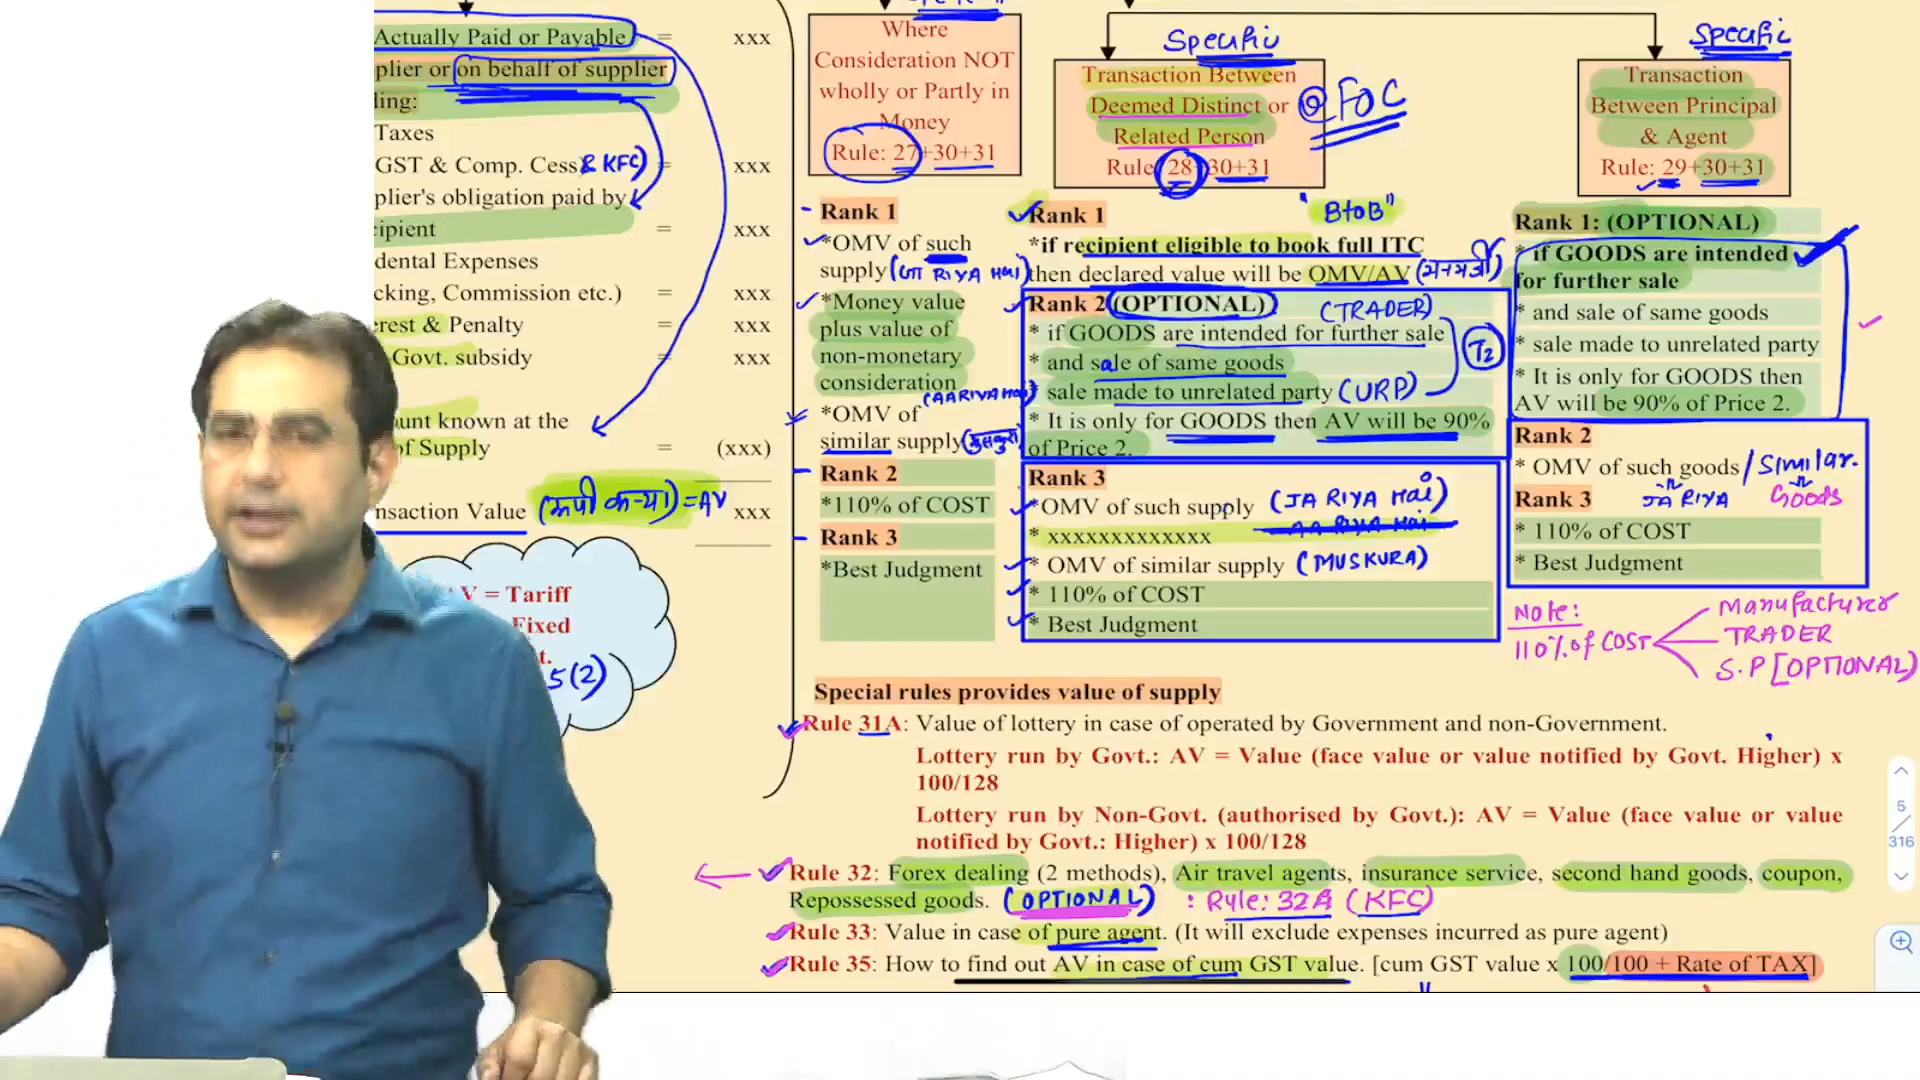 Actually Paid or Payable = xxx
plier or on behalf of supplier
ling:
Taxes
GST & Comp. Cess & KFC) = xxx
plier's obligation paid by
ipient = xxx
dental Expenses
cking, Commission etc.) = xxx
erest & Penalty = xxx
Govt. subsidy = xxx
unt known at the
of Supply = (xxx)
nsaction Value = AV xxx
V = Tariff
Fixed
t.
5(2)
Where
Consideration NOT
wholly or Partly in
Money
Rule: 27+30+31
Rank 1
*OMV of such
supply (JA RIYA HAI)
*Money value
plus value of
non-monetary
consideration
(AA RIYA HAI)
*OMV of
similar supply
Rank 2
*110% of COST
Rank 3
*Best Judgment
Specific
Transaction Between
Deemed Distinct or
Related Person
Rule: 28+30+31
@ FOC
"BtoB"
Rank 1
*if recipient eligible to book full ITC
then declared value will be OMV/AV
Rank 2 (OPTIONAL) (TRADER)
* if GOODS are intended for further sale
* and sale of same goods T2
* sale made to unrelated party (URP)
* It is only for GOODS then AV will be 90%
of Price 2.
Rank 3
*OMV of such supply (JA RIYA HAI)
* xxxxxxxxxxxxx AA RIYA HAI
* OMV of similar supply (MUSKURA)
* 110% of COST
* Best Judgment
Specific
Transaction
Between Principal
& Agent
Rule: 29+30+31
Rank 1: (OPTIONAL)
* if GOODS are intended
for further sale
* and sale of same goods
* sale made to unrelated party
* It is only for GOODS then
AV will be 90% of Price 2.
Rank 2
* OMV of such goods / Similar
JA RIYA Goods
Rank 3
* 110% of COST
* Best Judgment
Note:
110% of COST
Manufacturer
TRADER
S.P [OPTIONAL]
Special rules provides value of supply
Rule 31A: Value of lottery in case of operated by Government and non-Government.
Lottery run by Govt.: AV = Value (face value or value notified by Govt. Higher) x
100/128
Lottery run by Non-Govt. (authorised by Govt.): AV = Value (face value or value
notified by Govt.: Higher) x 100/128
Rule 32: Forex dealing (2 methods), Air travel agents, insurance service, second hand goods, coupon,
Repossessed goods. (OPTIONAL) : Rule: 32A (KFC)
Rule 33: Value in case of pure agent. (It will exclude expenses incurred as pure agent)
Rule 35: How to find out AV in case of cum GST value. [cum GST value x 100/100 + Rate of TAX]
5
316